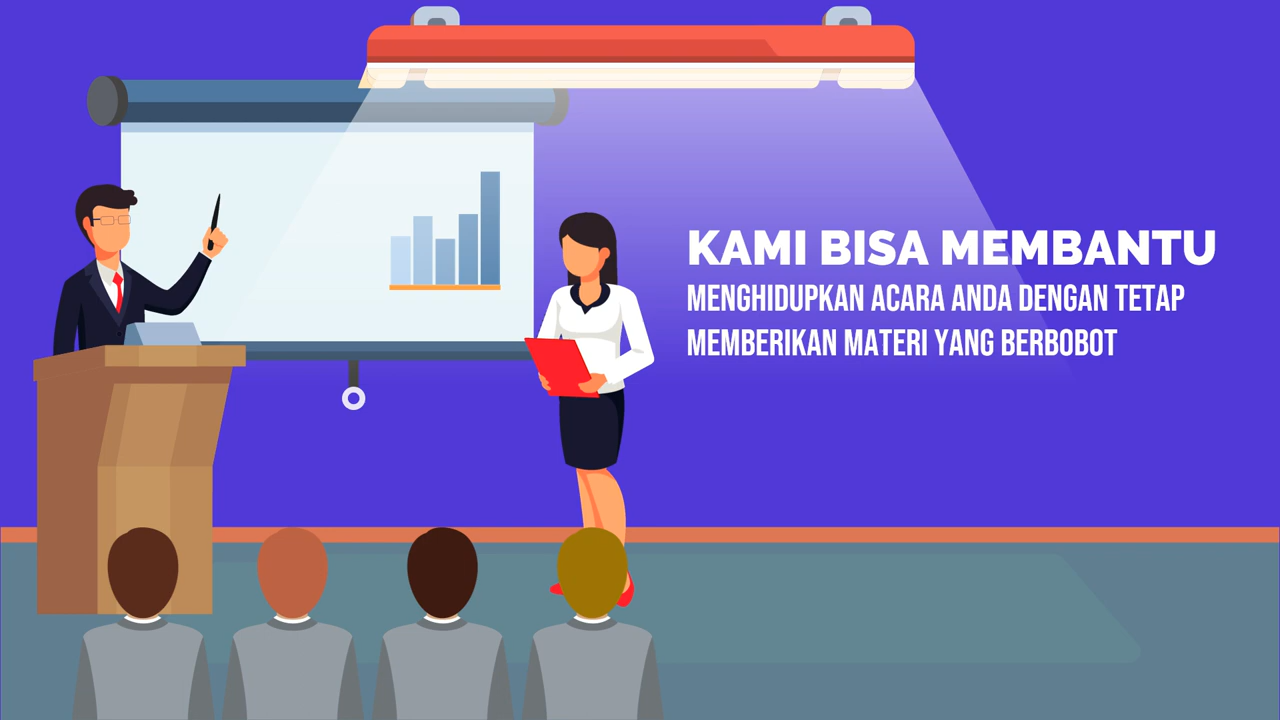 KAMI BISA MEMBANTU
MENGHIDUPKAN ACARA ANDA DENGAN TETAP
MEMBERIKAN MATERI YANG BERBOBOT